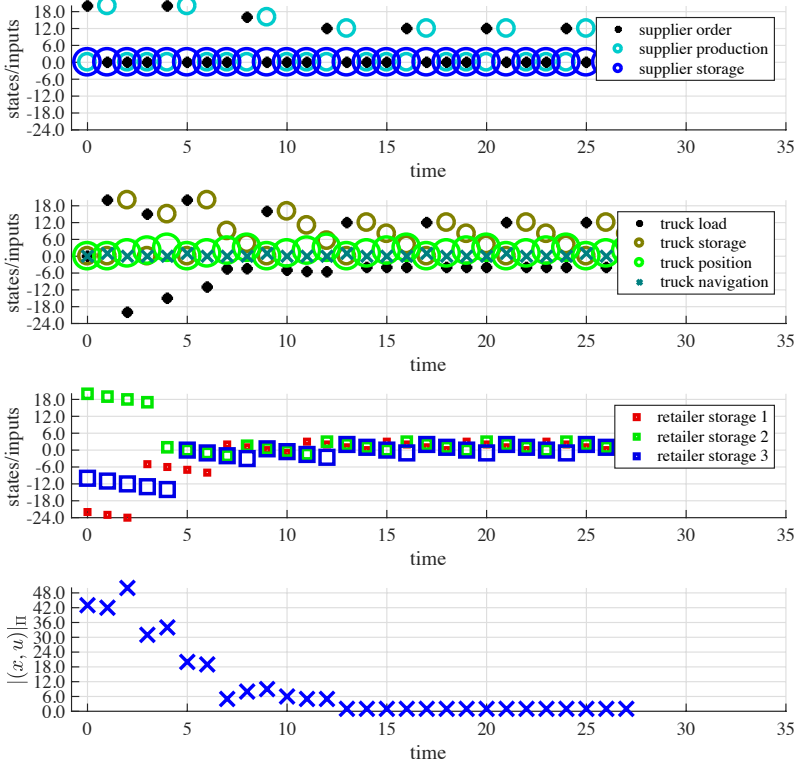 18.0
12.0
6.0
0.0
-6.0
-12.0
-18.0
-24.0
states/inputs
supplier order
supplier production
supplier storage
0 5 10 15 20 25 30 35
time
18.0
12.0
6.0
0.0
-6.0
-12.0
-18.0
-24.0
states/inputs
truck load
truck storage
truck position
truck navigation
0 5 10 15 20 25 30 35
time
18.0
12.0
6.0
0.0
-6.0
-12.0
-18.0
-24.0
states/inputs
retailer storage 1
retailer storage 2
retailer storage 3
0 5 10 15 20 25 30 35
time
48.0
42.0
36.0
30.0
24.0
18.0
12.0
6.0
0.0
|(x, u)|Π
0 5 10 15 20 25 30 35
time